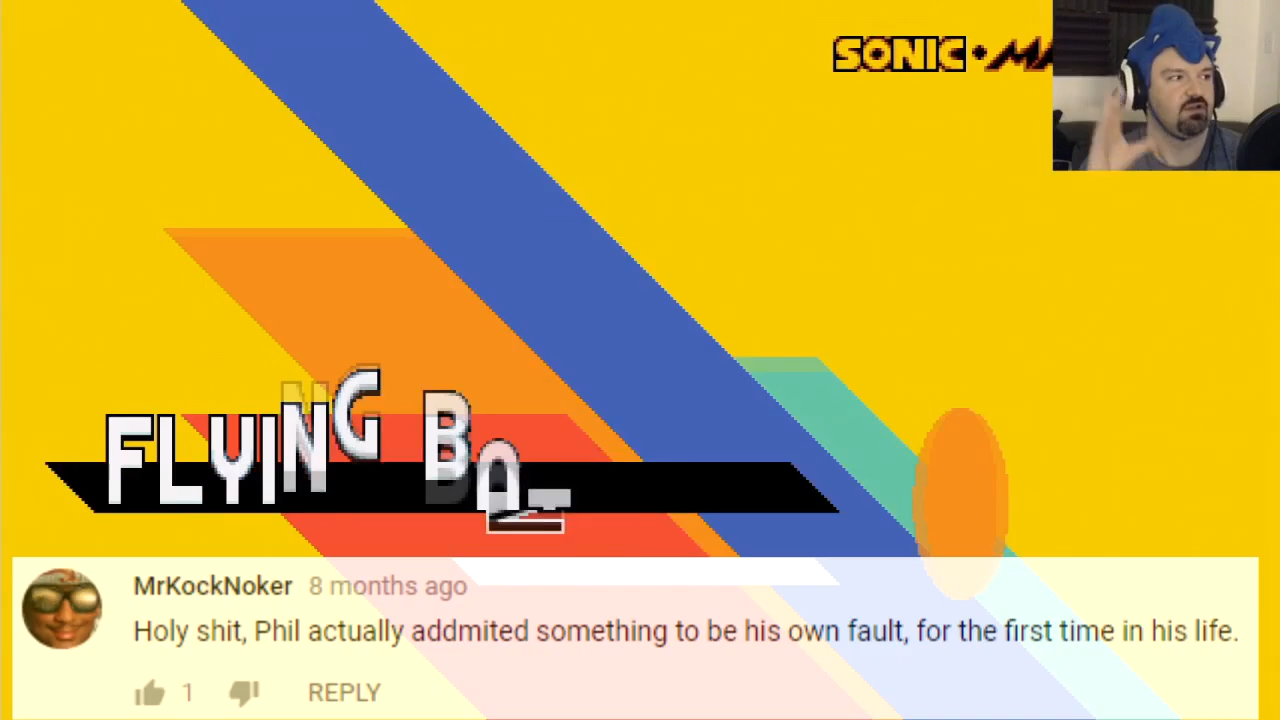 SONIC
FLYING
MrKockNoker 8 months ago
Holy shit, Phil actually addmited something to be his own fault, for the first time in his life.
1 REPLY